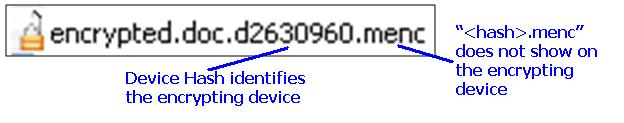 encrypted.doc.d2630960.menc
Device Hash identifies
the encrypting device
“<hash>.menc”
does not show on
the encrypting
device